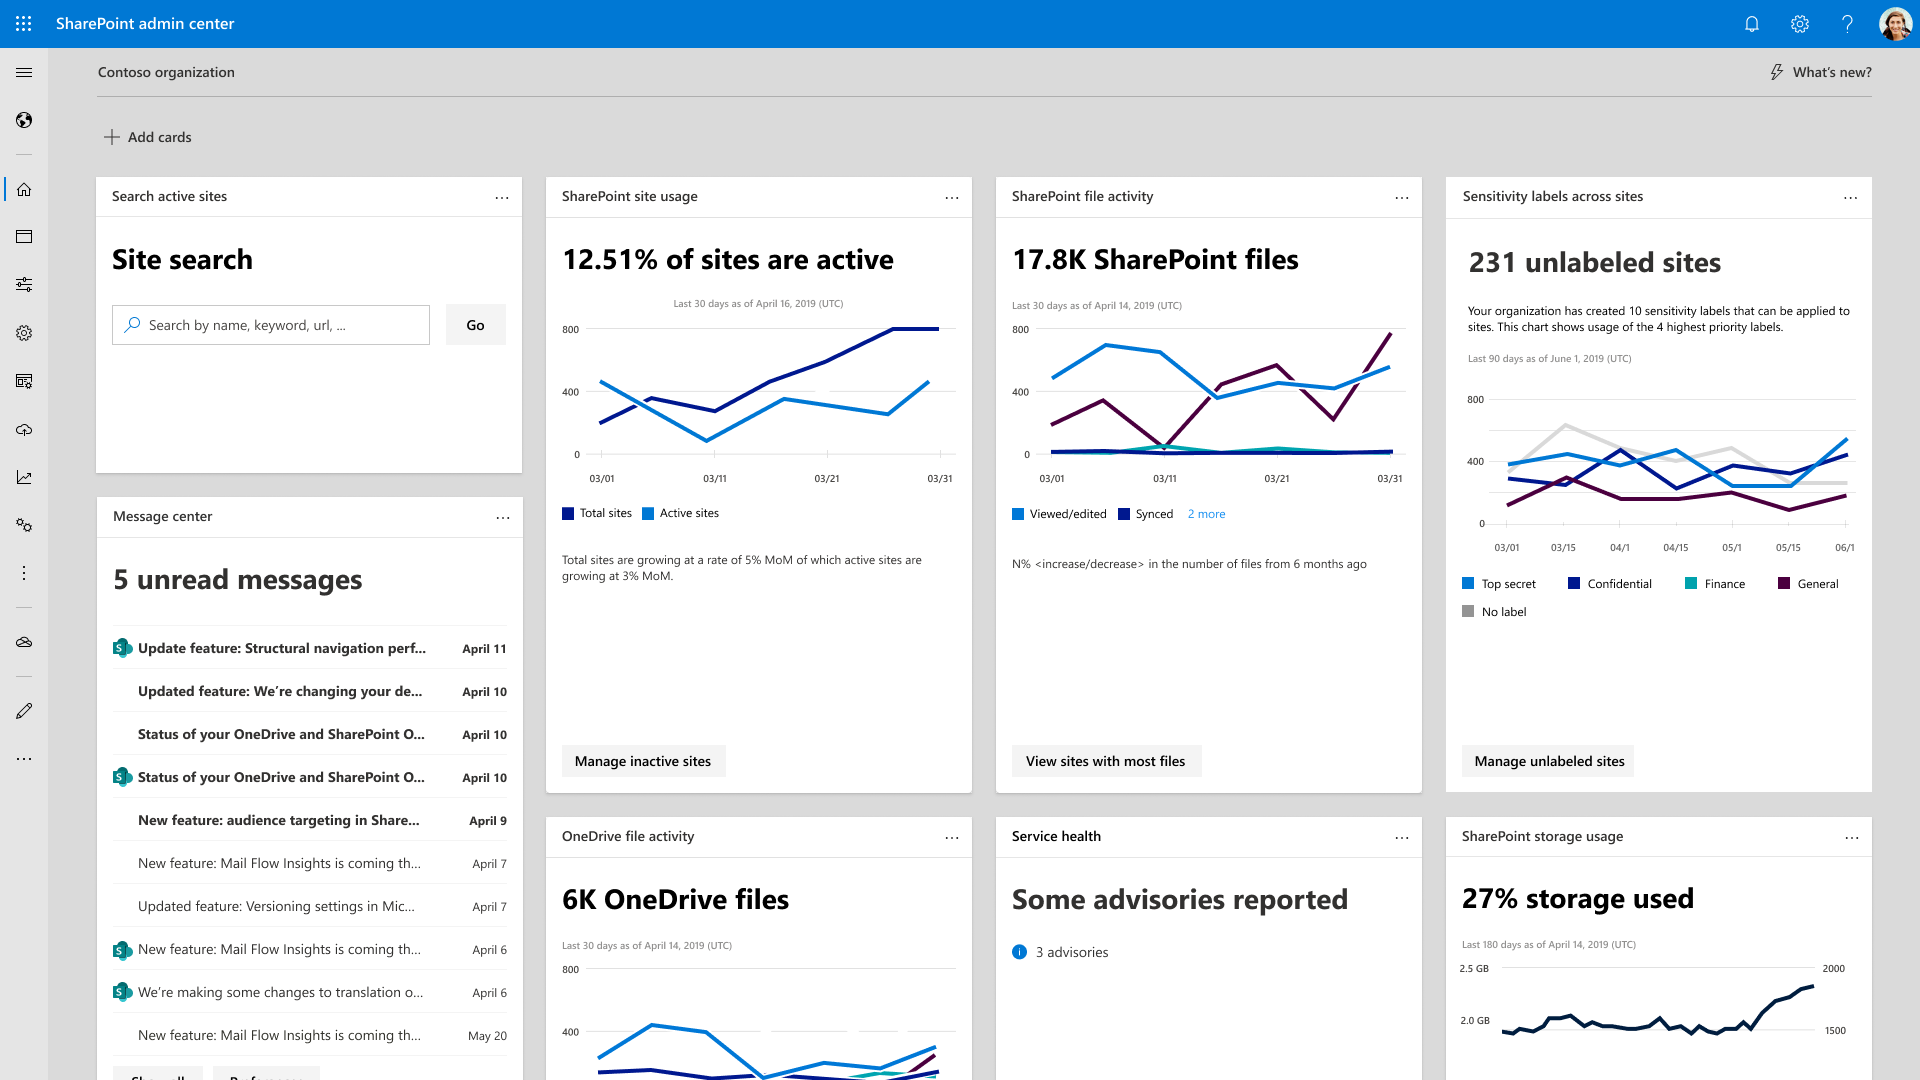 SharePoint admin center
Contoso organization
What's new?
Add cards
Search active sites
Site search
Search by name, keyword, url, ...
Go
Message center
5 unread messages
Update feature: Structural navigation perf... April 11
Updated feature: We're changing your de... April 10
Status of your OneDrive and SharePoint O... April 10
Status of your OneDrive and SharePoint O... April 10
New feature: audience targeting in Share... April 9
New feature: Mail Flow Insights is coming th... April 7
Updated feature: Versioning settings in Mic... April 7
New feature: Mail Flow Insights is coming th... April 6
We're making some changes to translation o... April 6
New feature: Mail Flow Insights is coming th... May 20
SharePoint site usage
12.51% of sites are active
Last 30 days as of April 16, 2019 (UTC)
800
400
0
03/01 03/11 03/21 03/31
Total sites Active sites
Total sites are growing at a rate of 5% MoM of which active sites are
growing at 3% MoM.
Manage inactive sites
SharePoint file activity
17.8K SharePoint files
Last 30 days as of April 14, 2019 (UTC)
800
400
0
03/01 03/11 03/21 03/31
Viewed/edited Synced 2 more
N% <increase/decrease> in the number of files from 6 months ago
View sites with most files
Sensitivity labels across sites
231 unlabeled sites
Your organization has created 10 sensitivity labels that can be applied to
sites. This chart shows usage of the 4 highest priority labels.
Last 90 days as of June 1, 2019 (UTC)
800
400
0
03/01 03/15 04/1 04/15 05/1 05/15 06/1
Top secret Confidential Finance General
No label
Manage unlabeled sites
OneDrive file activity
6K OneDrive files
Last 30 days as of April 14, 2019 (UTC)
800
400
Service health
Some advisories reported
3 advisories
SharePoint storage usage
27% storage used
Last 180 days as of April 14, 2019 (UTC)
2.5 GB 2000
2.0 GB 1500